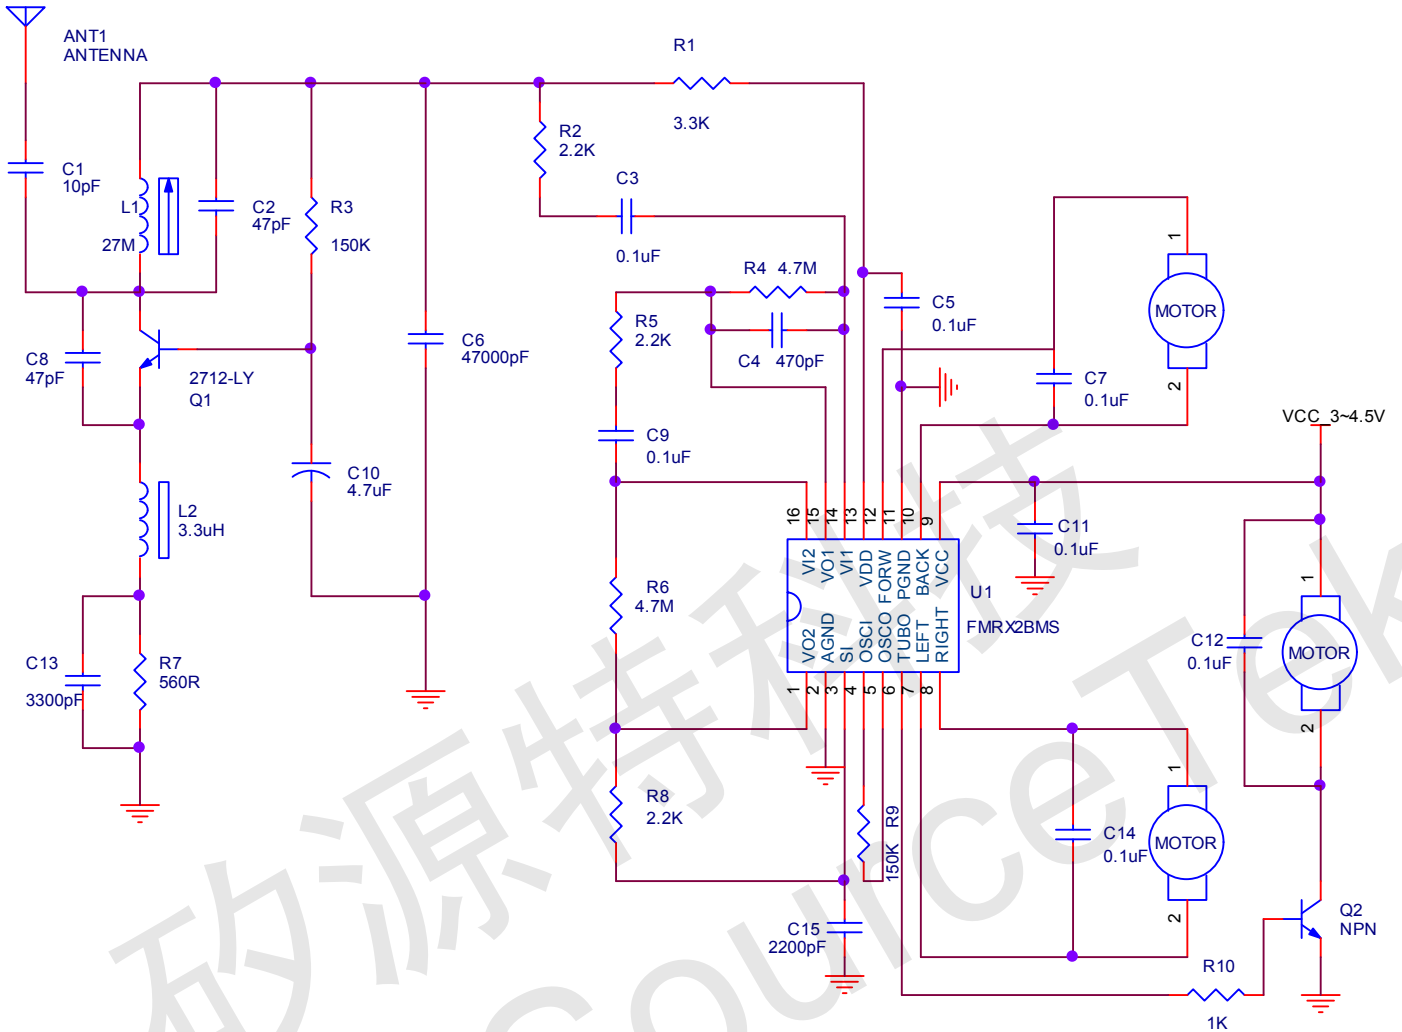 ANT1
ANTENNA
R1
3.3K
R2
2.2K
C1
10pF
L1
27M
C2
47pF
R3
150K
C3
0.1uF
R4 4.7M
C4 470pF
R5
2.2K
C5
0.1uF
MOTOR
1
2
C6
47000pF
C7
0.1uF
C8
47pF
2712-LY
Q1
VCC_3~4.5V
C9
0.1uF
C10
4.7uF
L2
3.3uH
C11
0.1uF
16
15
14
13
12
11
10
9
VI2
VO1
VI1
VDD
FORW
PGND
BACK
VCC
VO2
AGND
SI
OSCI
OSCO
TUBO
LEFT
RIGHT
1
2
3
4
5
6
7
8
U1
FMRX2BMS
R6
4.7M
C12
0.1uF
MOTOR
1
2
C13
3300pF
R7
560R
R8
2.2K
R9
150K
C14
0.1uF
MOTOR
1
2
C15
2200pF
Q2
NPN
R10
1K
矽源特科技
SourceTek